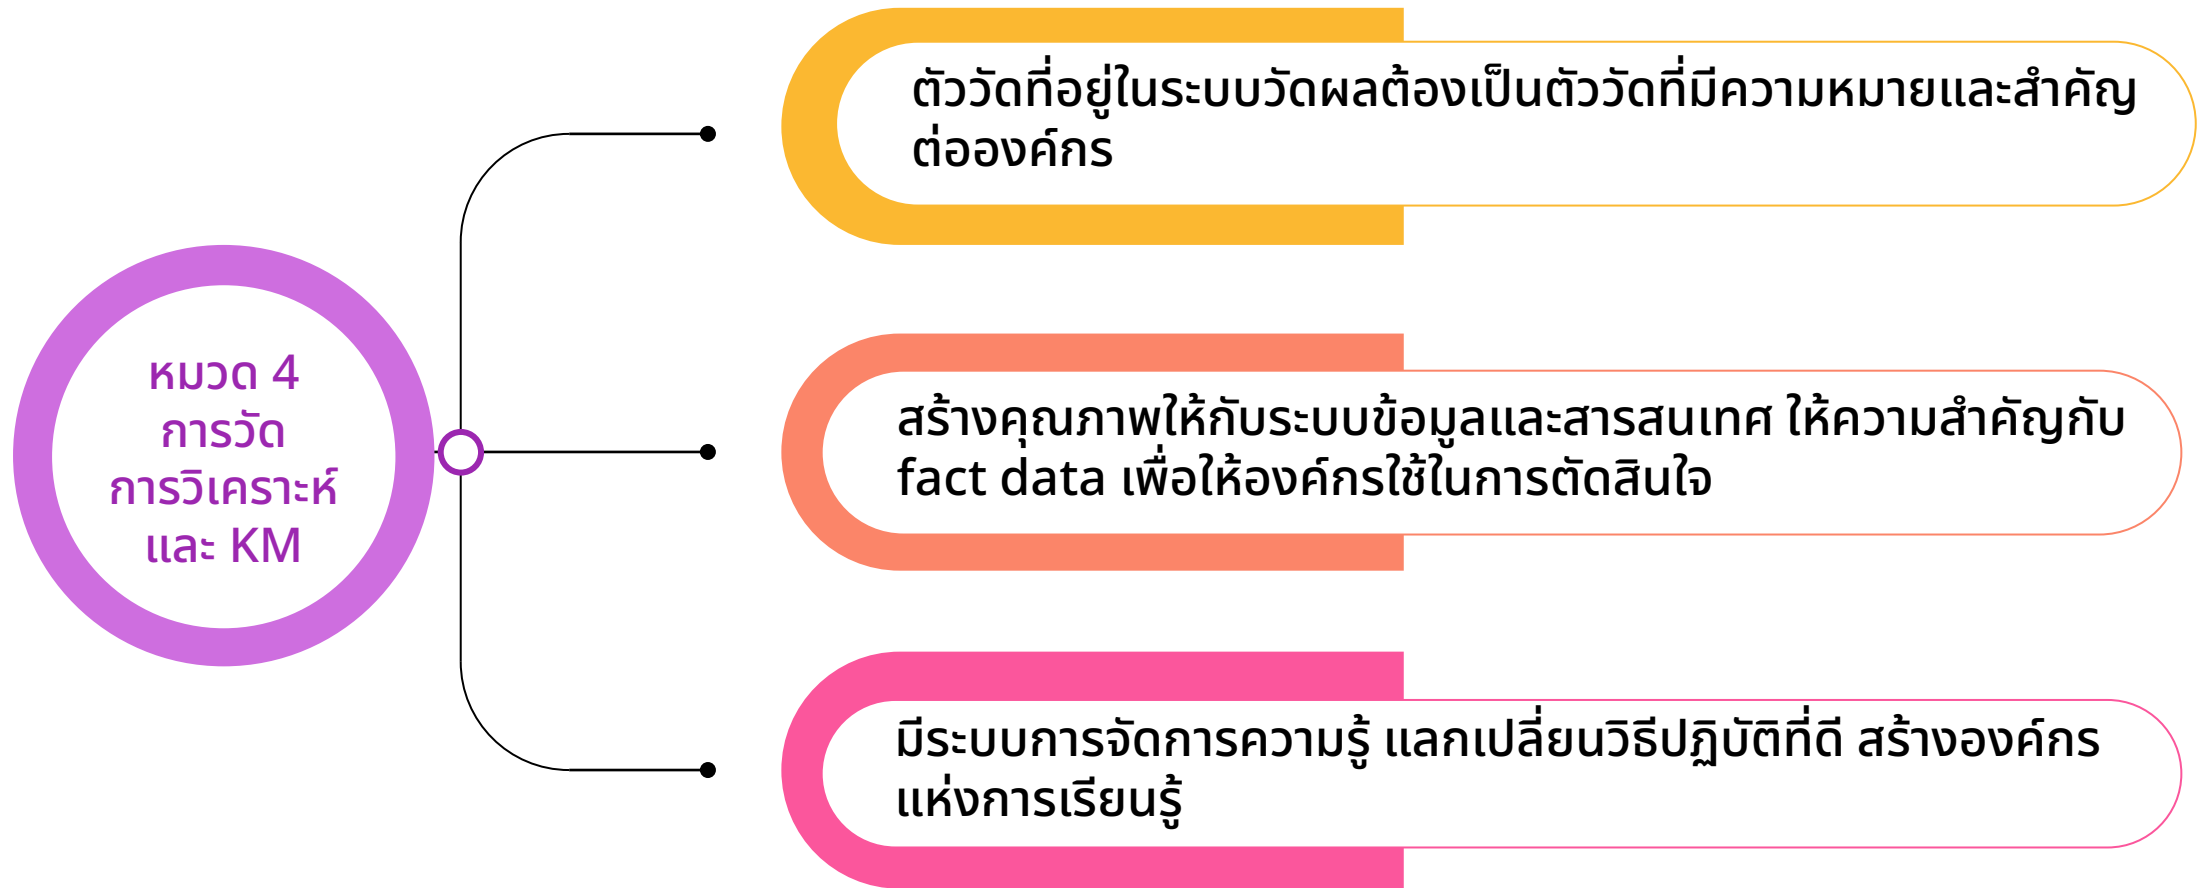 หมวด 4
การวัด
การวิเคราะห์
และ KM
ตัววัดที่อยู่ในระบบวัดผลต้องเป็นตัววัดที่มีความหมายและสำคัญ
ต่อองค์กร
สร้างคุณภาพให้กับระบบข้อมูลและสารสนเทศ ให้ความสำคัญกับ
fact data เพื่อให้องค์กรใช้ในการตัดสินใจ
มีระบบการจัดการความรู้ แลกเปลี่ยนวิธีปฏิบัติที่ดี สร้างองค์กร
แห่งการเรียนรู้